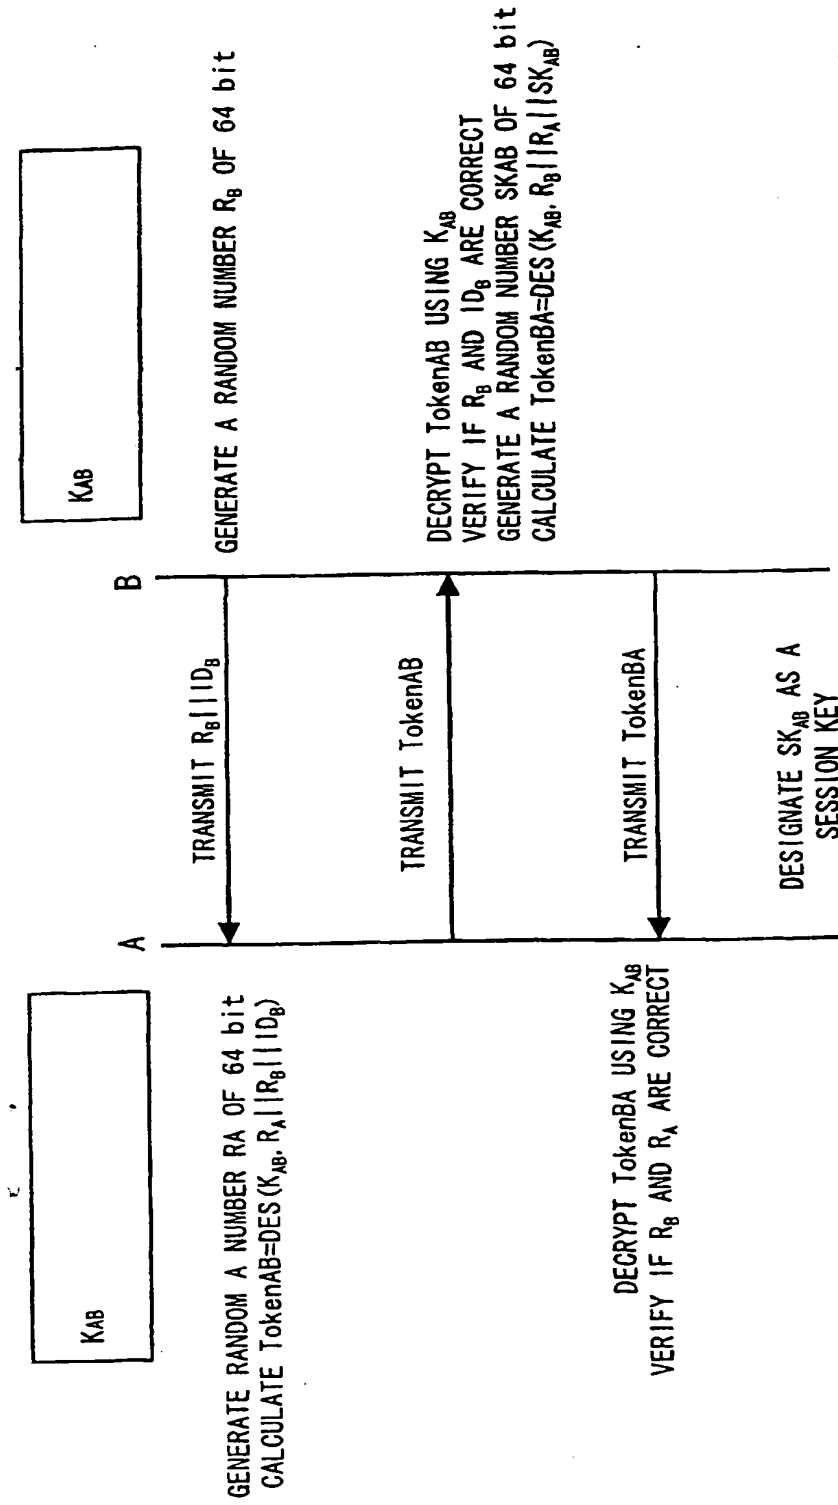 KAB
KAB
A
B
GENERATE A RANDOM NUMBER RB OF 64 bit
TRANSMIT RB||IDB
GENERATE RANDOM A NUMBER RA OF 64 bit
CALCULATE TokenAB=DES(KAB, RA||RB||IDB)
TRANSMIT TokenAB
DECRYPT TokenAB USING KAB
VERIFY IF RB AND IDB ARE CORRECT
GENERATE A RANDOM NUMBER SKAB OF 64 bit
CALCULATE TokenBA=DES(KAB, RB||RA||SKAB)
TRANSMIT TokenBA
DECRYPT TokenBA USING KAB
VERIFY IF RB AND RA ARE CORRECT
DESIGNATE SKAB AS A
SESSION KEY